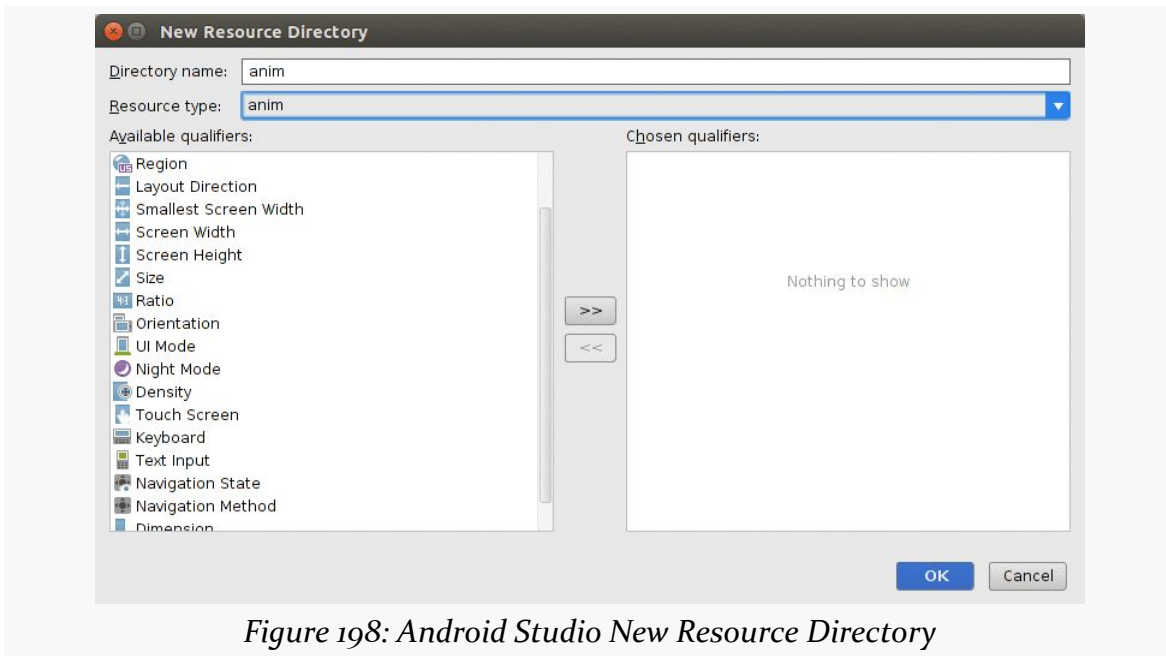 New Resource Directory
Directory name: anim
Resource type: anim
Available qualifiers:
Chosen qualifiers:
Region
Layout Direction
Smallest Screen Width
Screen Width
Screen Height
Size
Ratio
Orientation
UI Mode
Night Mode
Density
Touch Screen
Keyboard
Text Input
Navigation State
Navigation Method
Dimension
Nothing to show
>>
<<
OK
Cancel
Figure 198: Android Studio New Resource Directory